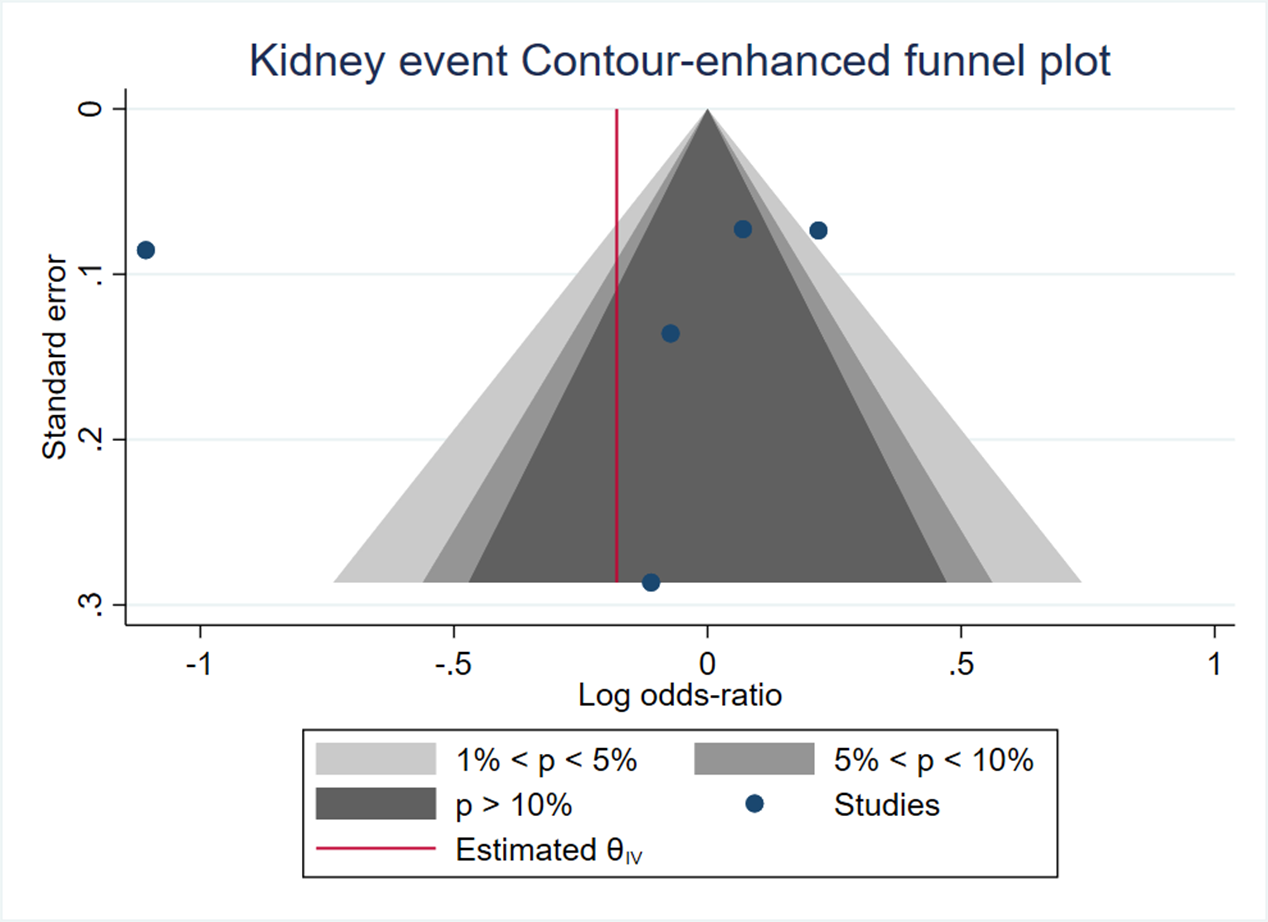 Kidney event Contour-enhanced funnel plot
0
.1
.2
.3
Standard error
-1
-.5
0
.5
1
Log odds-ratio
1% < p < 5%
5% < p < 10%
p > 10%
Studies
Estimated θIV